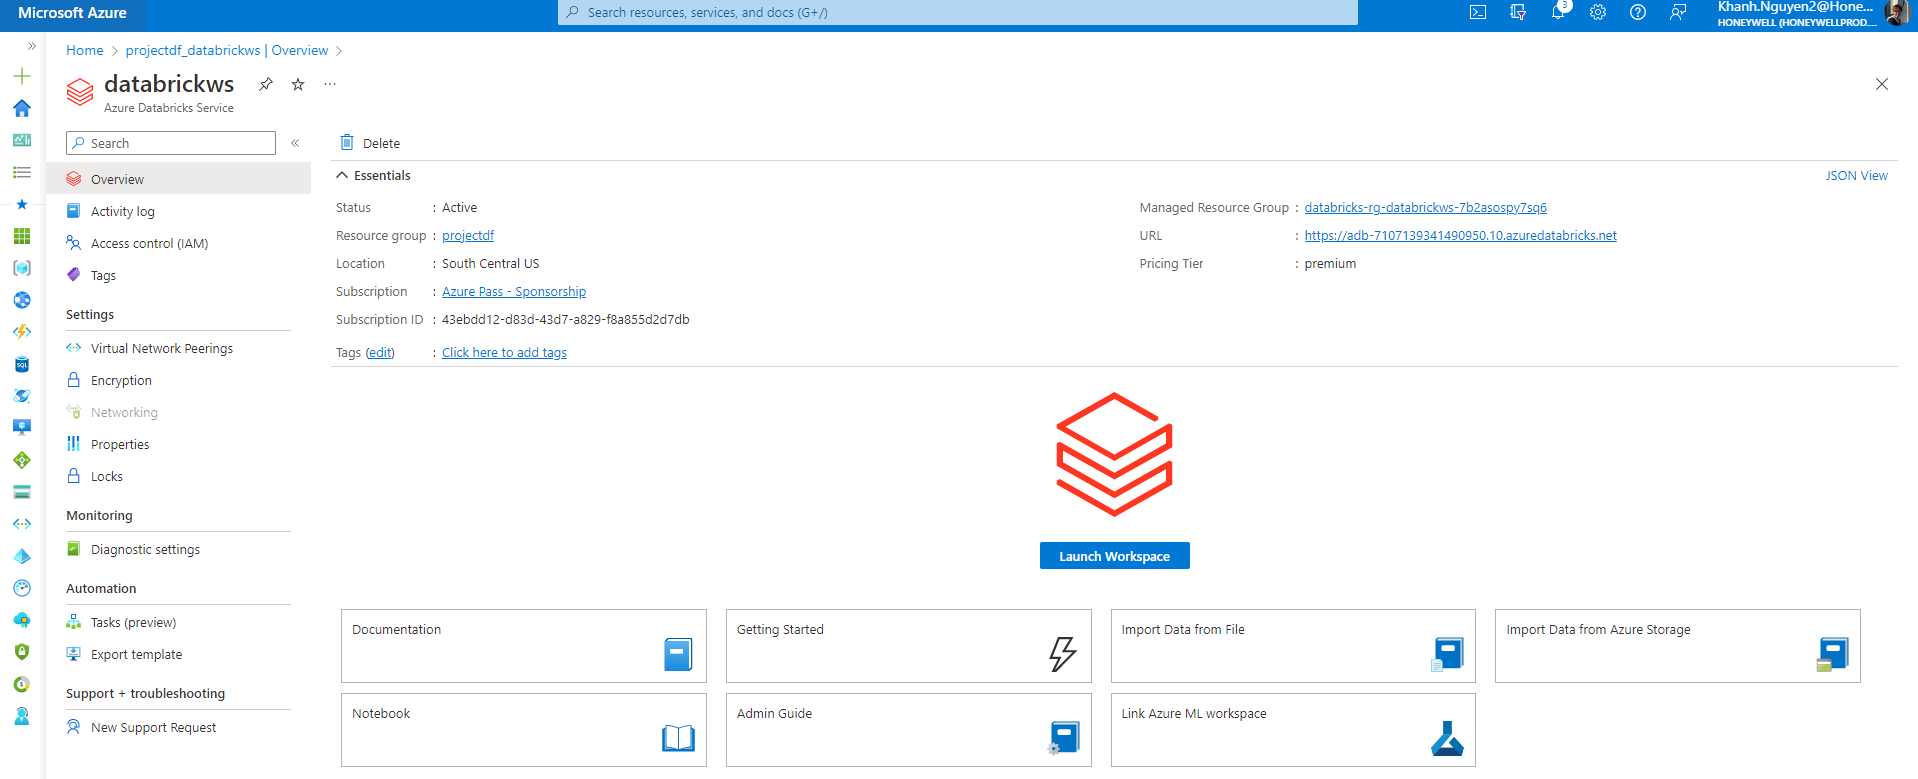 Microsoft Azure
Search resources, services, and docs (G+/)
3
Khanh.Nguyen2@Hone...
HONEYWELL (HONEYWELLPROD....
Home > projectdf_databrickws | Overview >
databrickws
Azure Databricks Service
Search
Delete
Overview
Activity log
Access control (IAM)
Tags
Settings
Virtual Network Peerings
Encryption
Networking
Properties
Locks
Monitoring
Diagnostic settings
Automation
Tasks (preview)
Export template
Support + troubleshooting
New Support Request
Essentials
JSON View
Status : Active
Resource group : projectdf
Location : South Central US
Subscription : Azure Pass - Sponsorship
Subscription ID : 43ebdd12-d83d-43d7-a829-f8a855d2d7db
Tags (edit) : Click here to add tags
Managed Resource Group : databricks-rg-databrickws-7b2asospy7sq6
URL : https://adb-7107139341490950.10.azuredatabricks.net
Pricing Tier : premium
Launch Workspace
Documentation
Getting Started
Import Data from File
Import Data from Azure Storage
Notebook
Admin Guide
Link Azure ML workspace